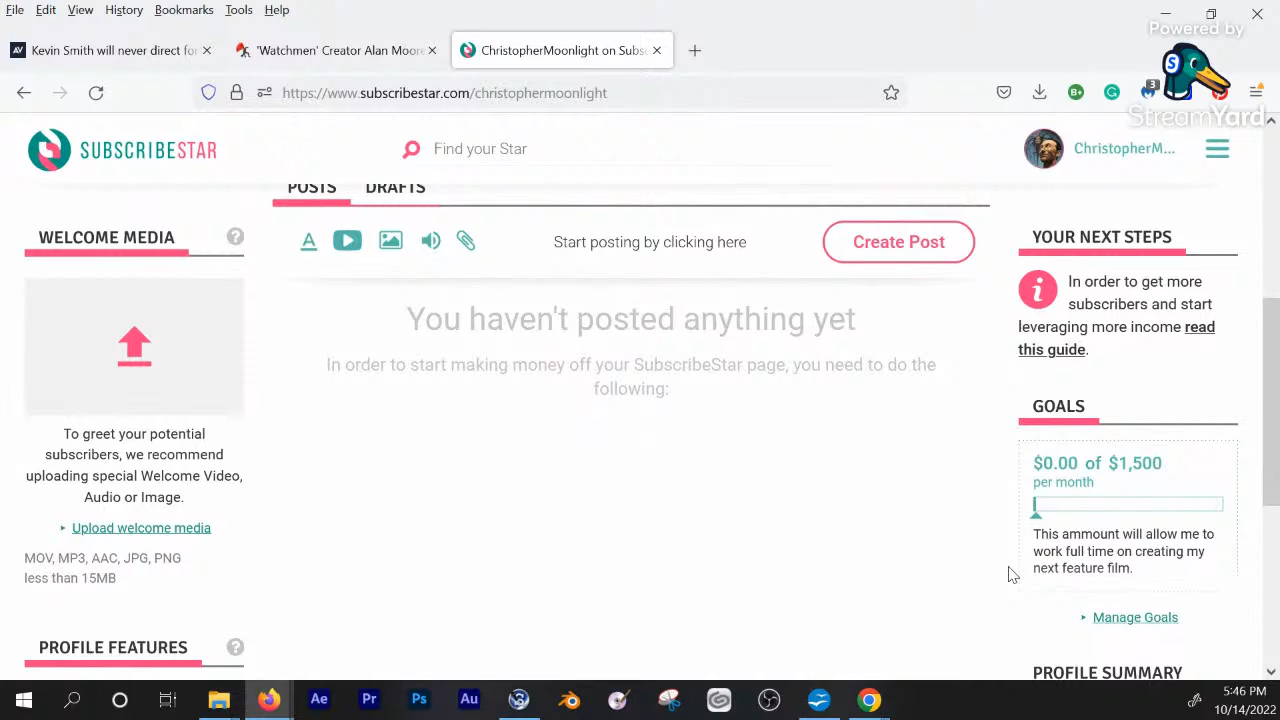 File Edit View History Bookmarks Tools Help
Powered by
Kevin Smith will never direct for
'Watchmen' Creator Alan Moore
ChristopherMoonlight on Subs
https://www.subscribestar.com/christophermoonlight
3
StreamYard
SUBSCRIBESTAR
Find your Star
ChristopherM...
POSTS DRAFTS
WELCOME MEDIA ?
Start posting by clicking here
Create Post
YOUR NEXT STEPS
In order to get more
subscribers and start
leveraging more income read
this guide.
You haven't posted anything yet
In order to start making money off your SubscribeStar page, you need to do the
following:
GOALS
$0.00 of $1,500
per month
This ammount will allow me to
work full time on creating my
next feature film.
Manage Goals
To greet your potential
subscribers, we recommend
uploading special Welcome Video,
Audio or Image.
Upload welcome media
MOV, MP3, AAC, JPG, PNG
less than 15MB
PROFILE FEATURES ?
PROFILE SUMMARY
Ae Pr Ps Au
5:46 PM
10/14/2022